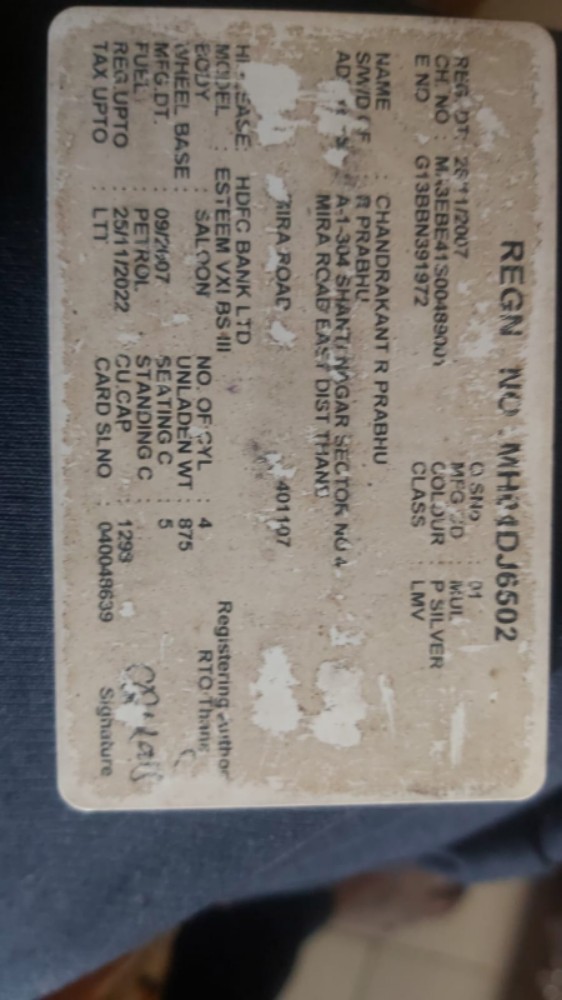 REGN NO : MH04DJ6502
REG. DT: 26/11/2007 O SNo : 01
CH. NO : MFG CD : MUL
E NO : G13BBN391972 COLOUR : P SILVER
CLASS : LMV
NAME : CHANDRAKANT R PRABHU
S/W/D OF : R PRABHU
A-1-304 SHANTI NAGAR SECTOR NO 4
MIRA ROAD EAST DIST THANE
MIRA ROAD 401107
HDFC BANK LTD
MODEL : ESTEEM VXI BS-III
BODY : SALOON NO. OF CYL : 4
WHEEL BASE : UNLADEN WT : 875
MFG.DT. : 09/2007 SEATING C : 5
FUEL : PETROL STANDING C :
REG.UPTO : 25/11/2022 CU.CAP : 1298
TAX UPTO : LTT CARD SLNO : 040048639
Registering Author
RTO,Thane
Signature